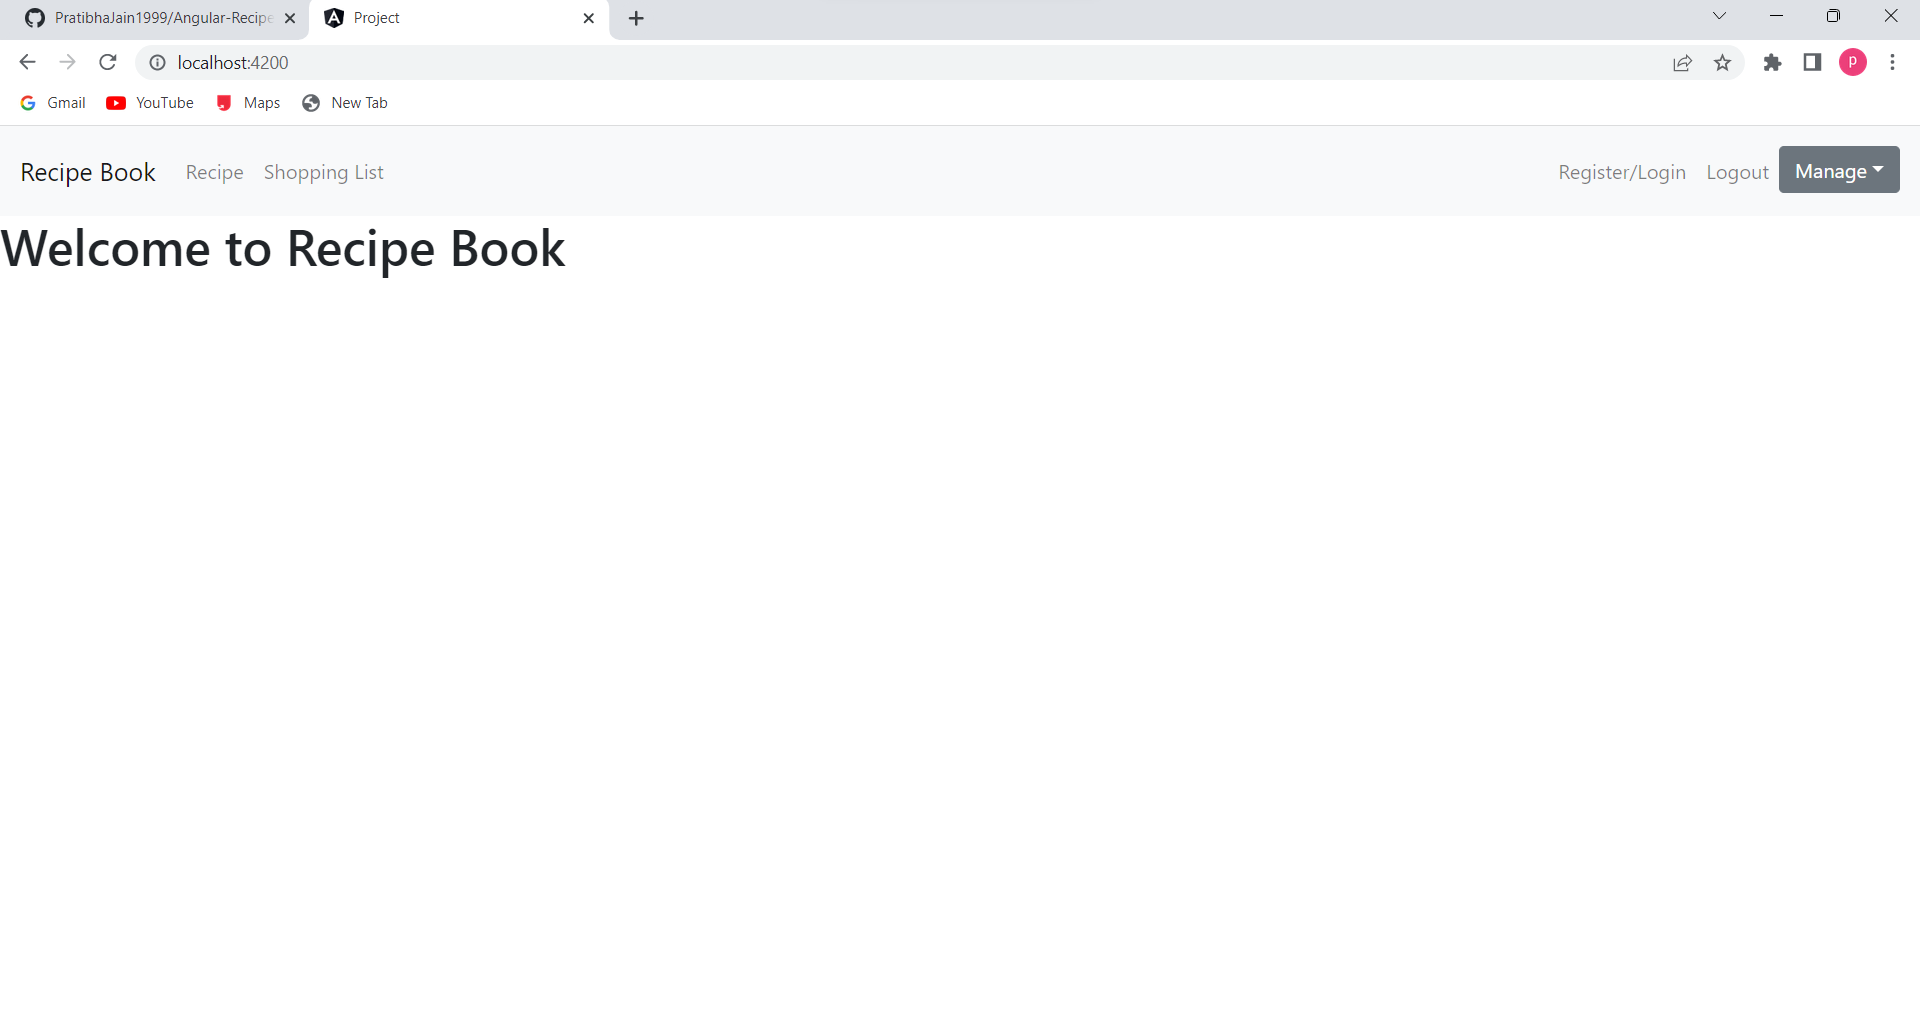 PratibhaJain1999/Angular-Recipe
Project
localhost:4200
P
Gmail
YouTube
Maps
New Tab
Recipe Book
Recipe
Shopping List
Register/Login
Logout
Manage
Welcome to Recipe Book